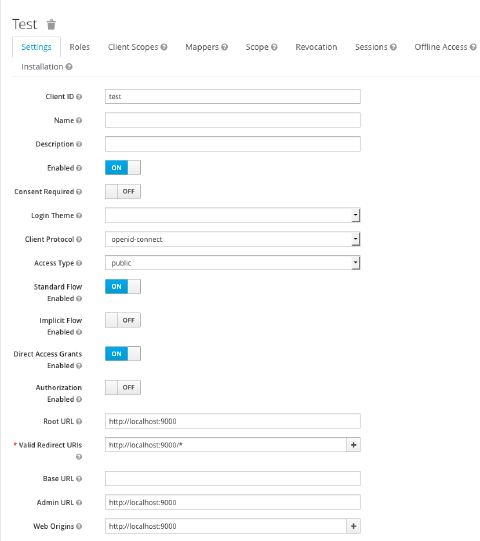 Test
Settings Roles Client Scopes Mappers Scope Revocation Sessions Offline Access
Installation
Client ID test
Name
Description
Enabled ON
Consent Required OFF
Login Theme
Client Protocol openid-connect
Access Type public
Standard Flow
Enabled ON
Implicit Flow
Enabled OFF
Direct Access Grants
Enabled ON
Authorization
Enabled OFF
Root URL http://localhost:9000
* Valid Redirect URIs http://localhost:9000/* +
Base URL
Admin URL http://localhost:9000
Web Origins http://localhost:9000 +